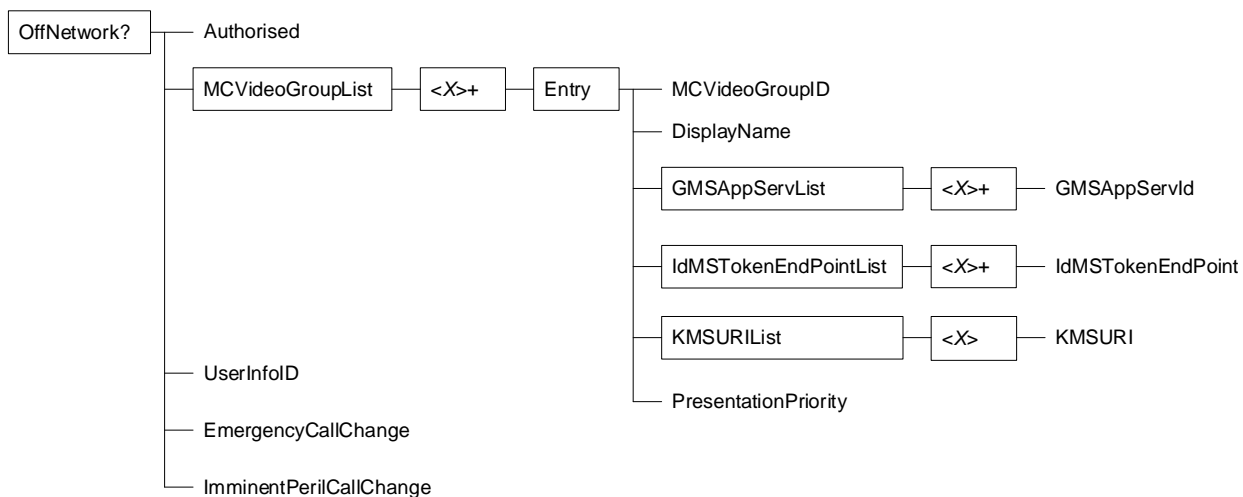 OffNetwork?
Authorised
MCVideoGroupList <X>+ Entry MCVideoGroupID
DisplayName
GMSAppServList <X>+ GMSAppServId
IdMSTokenEndPointList <X>+ IdMSTokenEndPoint
KMSURIList <X> KMSURI
UserInfoID
PresentationPriority
EmergencyCallChange
ImminentPerilCallChange